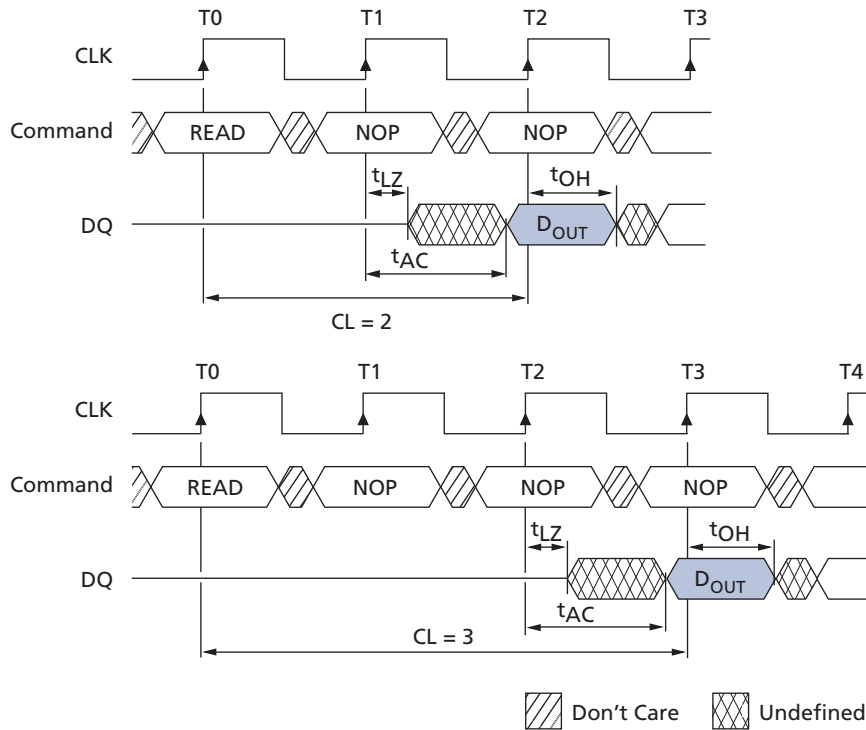 T0 T1 T2 T3
CLK
Command READ NOP NOP
tLZ tOH
DQ DOUT
tAC
CL = 2
T0 T1 T2 T3 T4
CLK
Command READ NOP NOP NOP
tLZ tOH
DQ DOUT
tAC
CL = 3
Don't Care Undefined